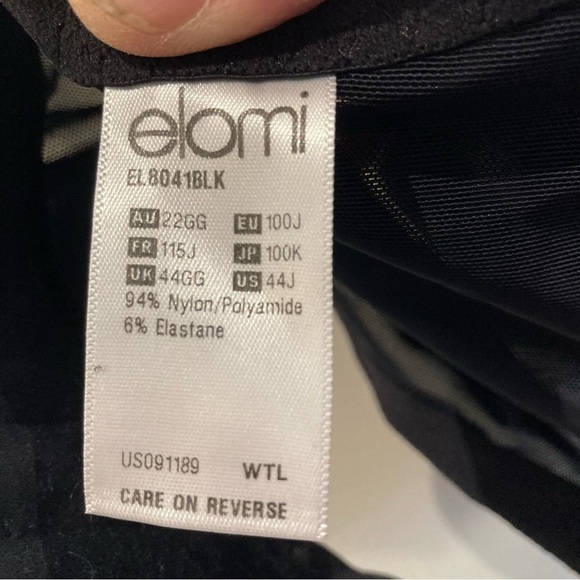 elomi
EL8041BLK
AU 22GG EU 100J
FR 115J JP 100K
UK 44GG US 44J
94% Nylon/Polyamide
6% Elastane
US091189 WTL
CARE ON REVERSE